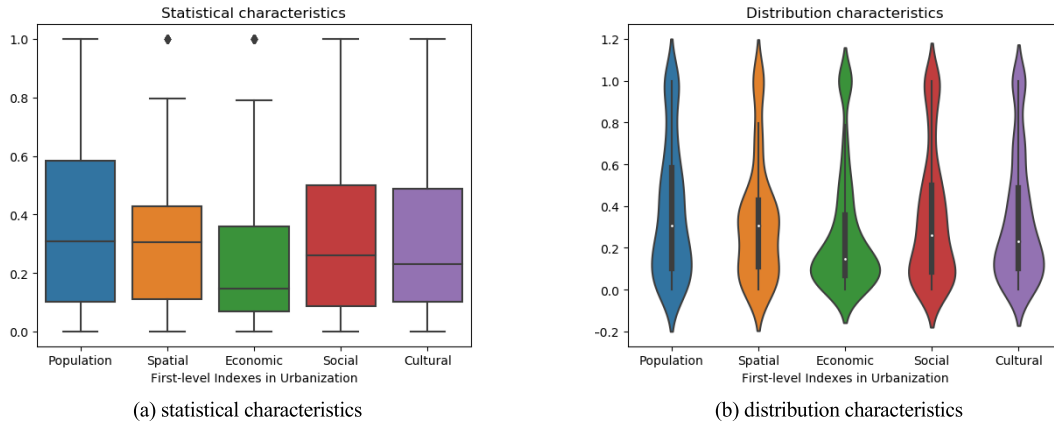 Statistical characteristics
1.0
0.8
0.6
0.4
0.2
0.0
Population Spatial Economic Social Cultural
First-level Indexes in Urbanization
(a) statistical characteristics
Distribution characteristics
1.2
1.0
0.8
0.6
0.4
0.2
0.0
-0.2
Population Spatial Economic Social Cultural
First-level Indexes in Urbanization
(b) distribution characteristics